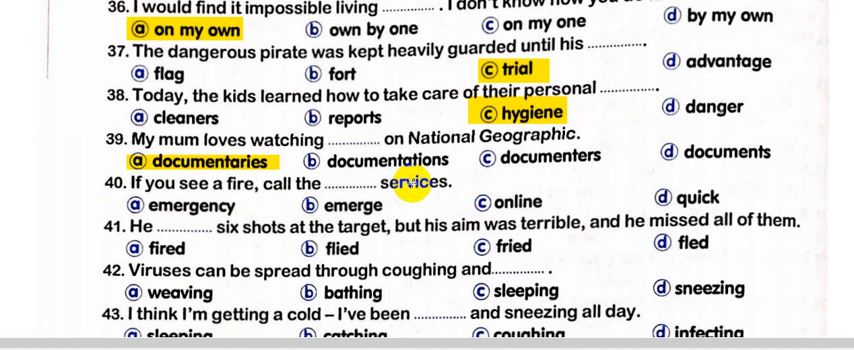 36. I would find it impossible living ............... . I don't know how you
ⓐ on my own ⓑ own by one ⓒ on my one ⓓ by my own
37. The dangerous pirate was kept heavily guarded until his ...............
ⓐ flag ⓑ fort ⓒ trial ⓓ advantage
38. Today, the kids learned how to take care of their personal ...............
ⓐ cleaners ⓑ reports ⓒ hygiene ⓓ danger
39. My mum loves watching ............... on National Geographic.
ⓐ documentaries ⓑ documentations ⓒ documenters ⓓ documents
40. If you see a fire, call the ............... services.
ⓐ emergency ⓑ emerge ⓒ online ⓓ quick
41. He ............... six shots at the target, but his aim was terrible, and he missed all of them.
ⓐ fired ⓑ flied ⓒ fried ⓓ fled
42. Viruses can be spread through coughing and............... .
ⓐ weaving ⓑ bathing ⓒ sleeping ⓓ sneezing
43. I think I'm getting a cold – I've been ............... and sneezing all day.
ⓐ sleeping ⓑ catching ⓒ coughing ⓓ infecting